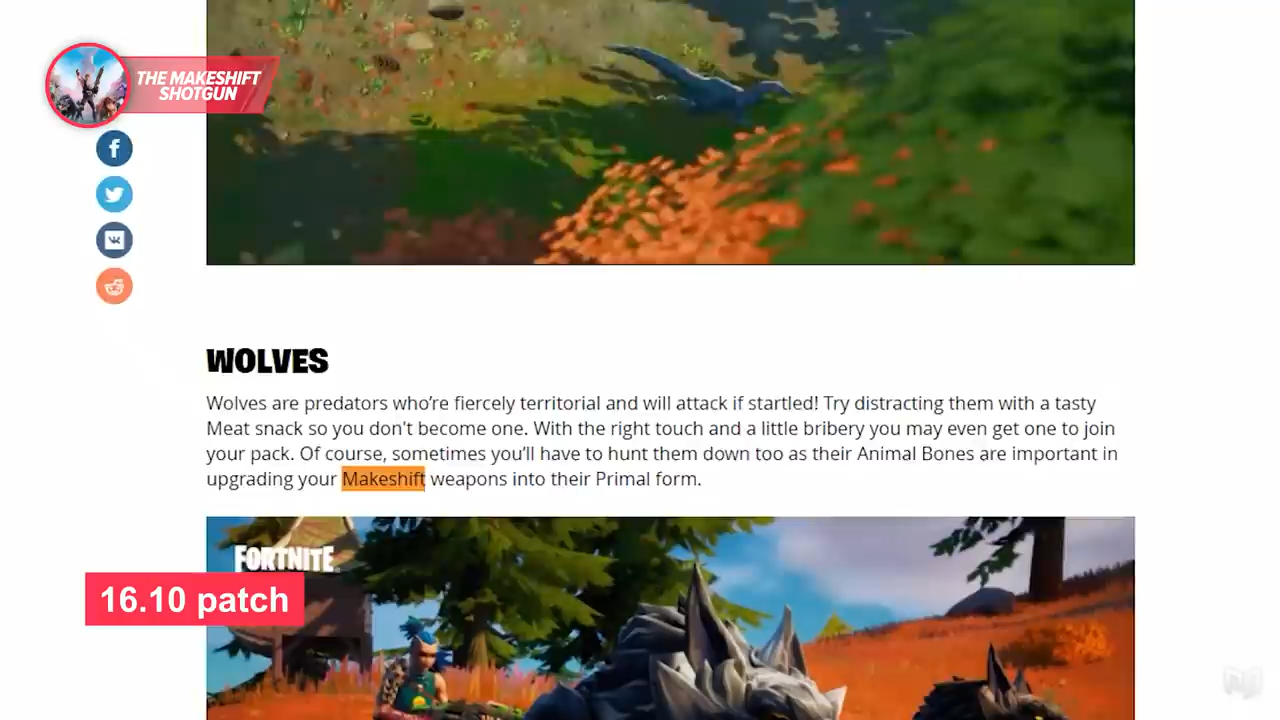 THE MAKESHIFT
SHOTGUN
WOLVES
Wolves are predators who’re fiercely territorial and will attack if startled! Try distracting them with a tasty
Meat snack so you don't become one. With the right touch and a little bribery you may even get one to join
your pack. Of course, sometimes you’ll have to hunt them down too as their Animal Bones are important in
upgrading your Makeshift weapons into their Primal form.
FORTNITE
16.10 patch